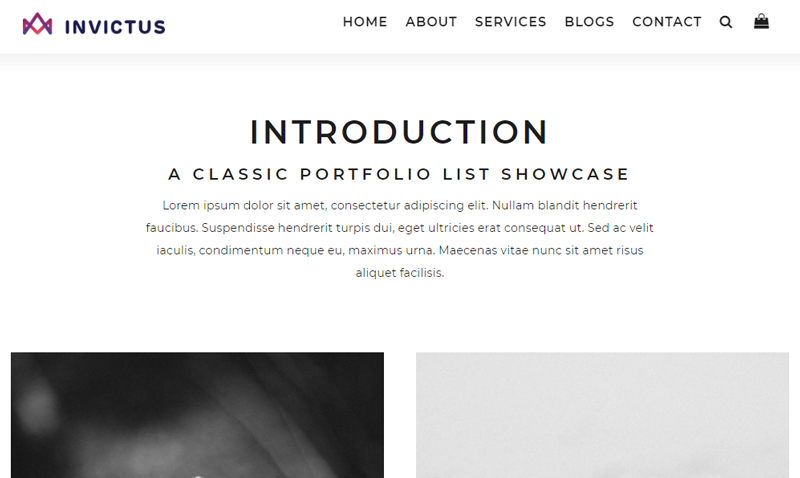 INVICTUS
HOME ABOUT SERVICES BLOGS CONTACT
INTRODUCTION
A CLASSIC PORTFOLIO LIST SHOWCASE
Lorem ipsum dolor sit amet, consectetur adipiscing elit. Nullam blandit hendrerit
faucibus. Suspendisse hendrerit turpis dui, eget ultricies erat consequat ut. Sed ac velit
iaculis, condimentum neque eu, maximus urna. Maecenas vitae nunc sit amet risus
aliquet facilisis.